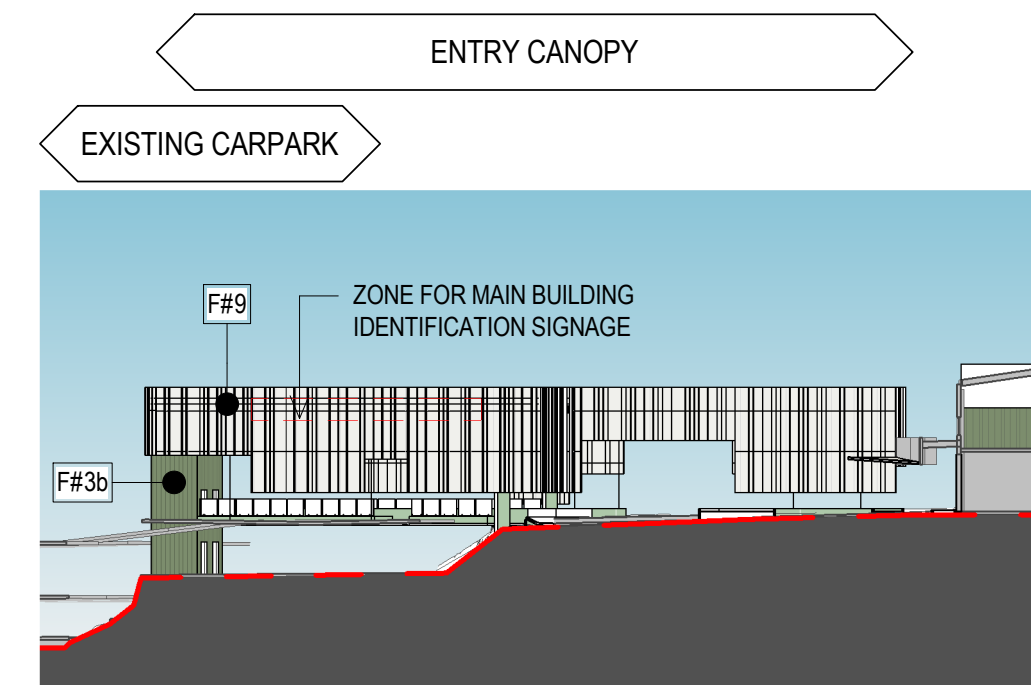 ENTRY CANOPY
EXISTING CARPARK
F#9
ZONE FOR MAIN BUILDING
IDENTIFICATION SIGNAGE
F#3b